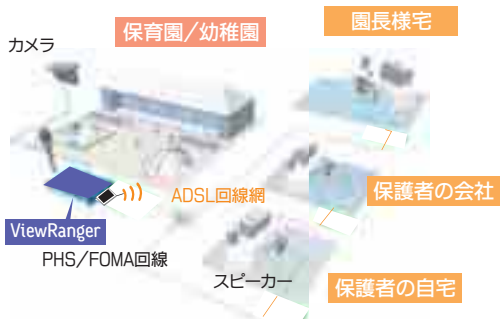 カメラ
保育園/幼稚園
園長様宅
ADSL回線網
保護者の会社
ViewRanger
PHS/FOMA回線
スピーカー
保護者の自宅